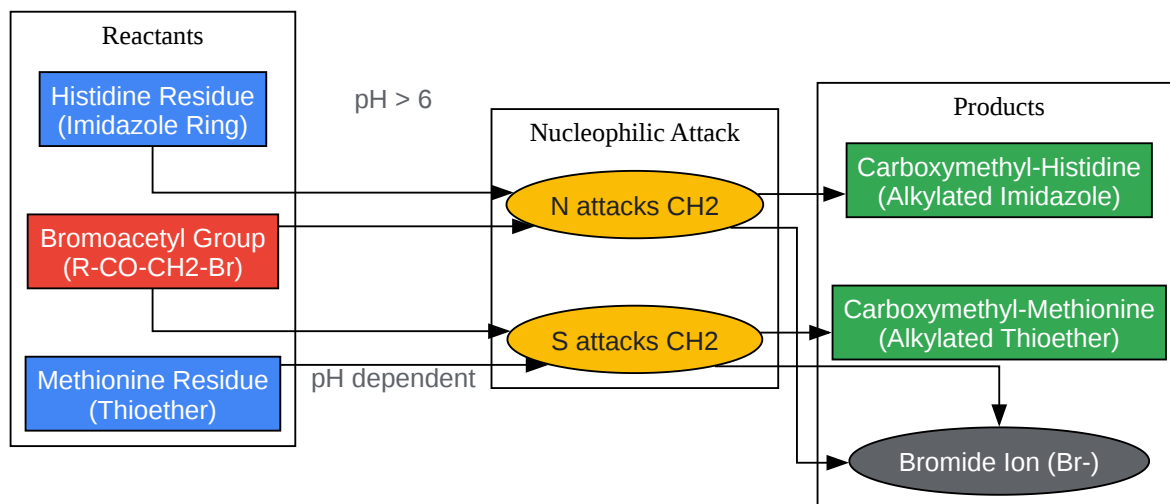 Reactants
Histidine Residue
(Imidazole Ring)
Bromoacetyl Group
(R-CO-CH2-Br)
Methionine Residue
(Thioether)
pH > 6
pH dependent
Nucleophilic Attack
N attacks CH2
S attacks CH2
Products
Carboxymethyl-Histidine
(Alkylated Imidazole)
Carboxymethyl-Methionine
(Alkylated Thioether)
Bromide Ion (Br-)